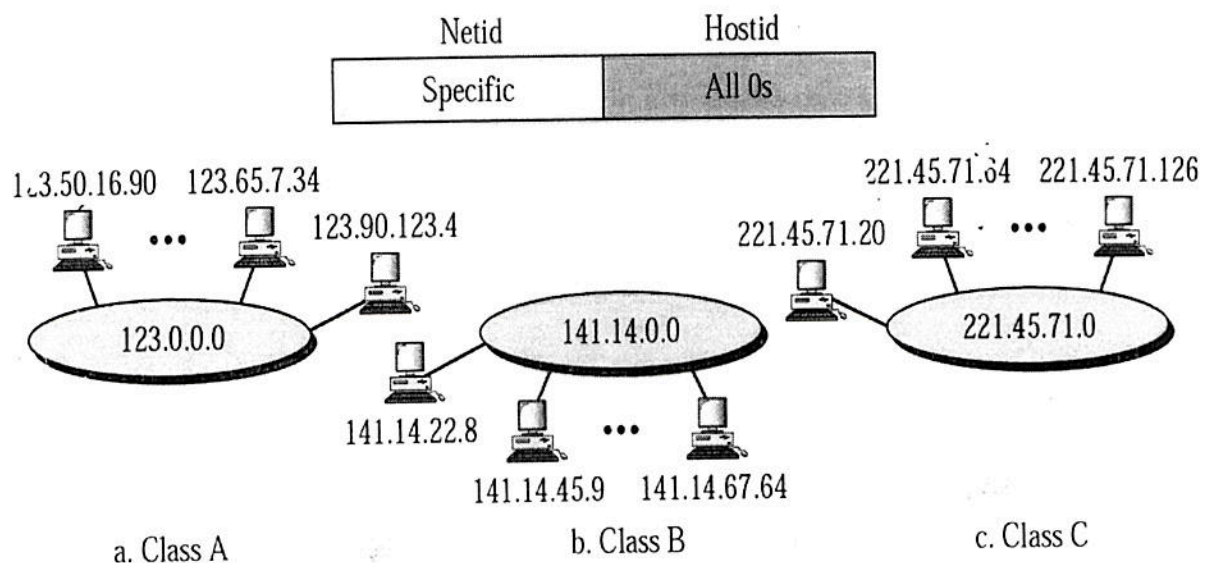 Netid Hostid
Specific All 0s
123.65.7.34
123.90.123.4
123.0.0.0
141.14.22.8
141.14.0.0
141.14.45.9 141.14.67.64
221.45.71.20
221.45.71.126
221.45.71.0
a. Class A
b. Class B
c. Class C